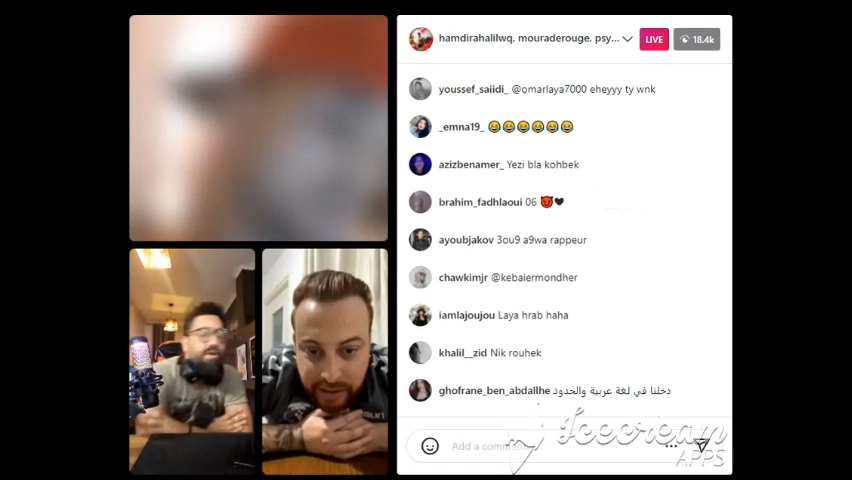 hamdirahalilwq, mouraderouge, psy...
LIVE
18.4k
youssef_saiidi_ @omarlaya7000 eheyyy ty wnk
_emna19_ 😂😂😂😂😂😂
azizbenamer_ Yezi bla kohbek
brahim_fadhlaoui 06 😈🖤
ayoubjakov 3ou9 a9wa rappeur
chawkimjr @kebaiermondher
iamlajoujou Laya hrab haha
khalil__zid Nik rouhek
ghofrane_ben_abdallhe دخلنا في لغة عربية والحدود
Add a comment...
Icecream
APPS